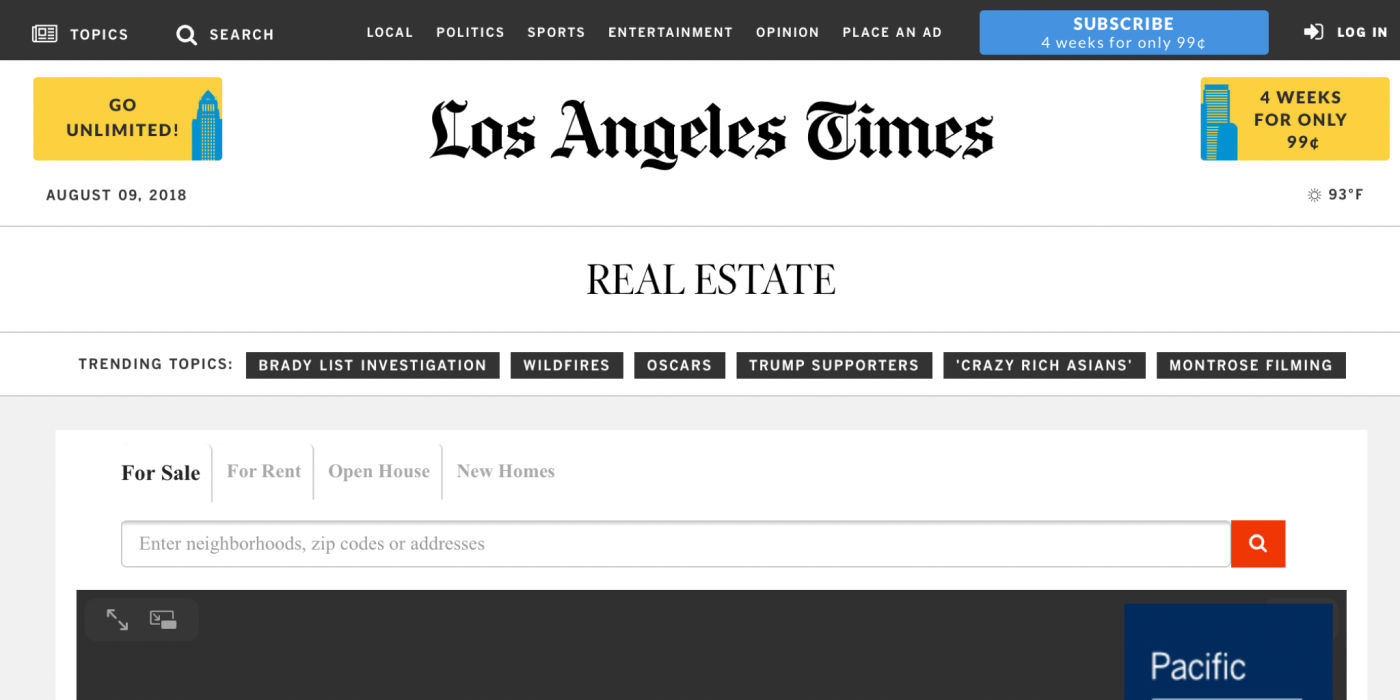 TOPICS
SEARCH
LOCAL
POLITICS
SPORTS
ENTERTAINMENT
OPINION
PLACE AN AD
SUBSCRIBE
4 weeks for only 99¢
LOG IN
GO
UNLIMITED!
Los Angeles Times
4 WEEKS
FOR ONLY
99¢
AUGUST 09, 2018
93°F
REAL ESTATE
TRENDING TOPICS:
BRADY LIST INVESTIGATION
WILDFIRES
OSCARS
TRUMP SUPPORTERS
'CRAZY RICH ASIANS'
MONTROSE FILMING
For Sale
For Rent
Open House
New Homes
Enter neighborhoods, zip codes or addresses
Pacific